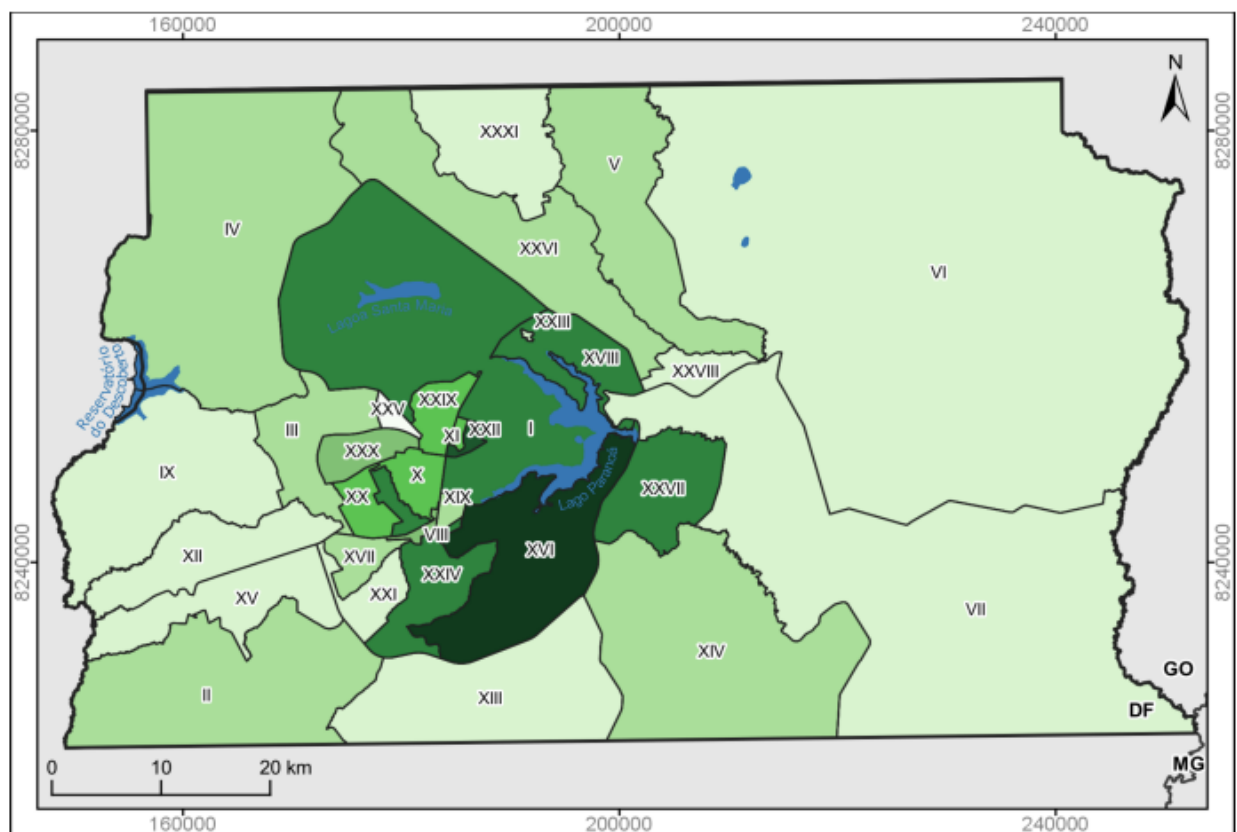 160000
200000
240000
N
8280000
8280000
XXXI
V
IV
XXVI
VI
Lagoa Santa Maria
XXIII
XVIII
XXVIII
Reservatório
do Descoberto
XXV
XXIX
XI
XXII
I
III
XXX
IX
X
XX
XIX
Lago Paranoá
XXVII
VIII
XVI
XII
XVII
XXIV
8240000
8240000
XV
XXI
VII
XIV
II
XIII
GO
DF
MG
0
10
20 km
160000
200000
240000